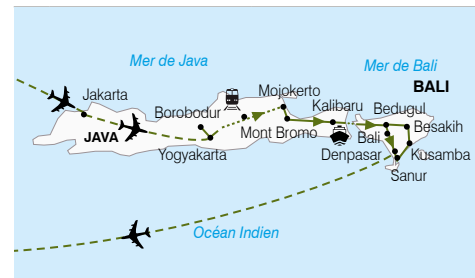 Mer de Java
Mer de Bali
BALI
Jakarta
Mojokerto
Kalibaru
Bedugul
Borobodur
Besakih
JAVA
Mont Bromo
Bali
Yogyakarta
Denpasar
Kusamba
Sanur
Océan Indien